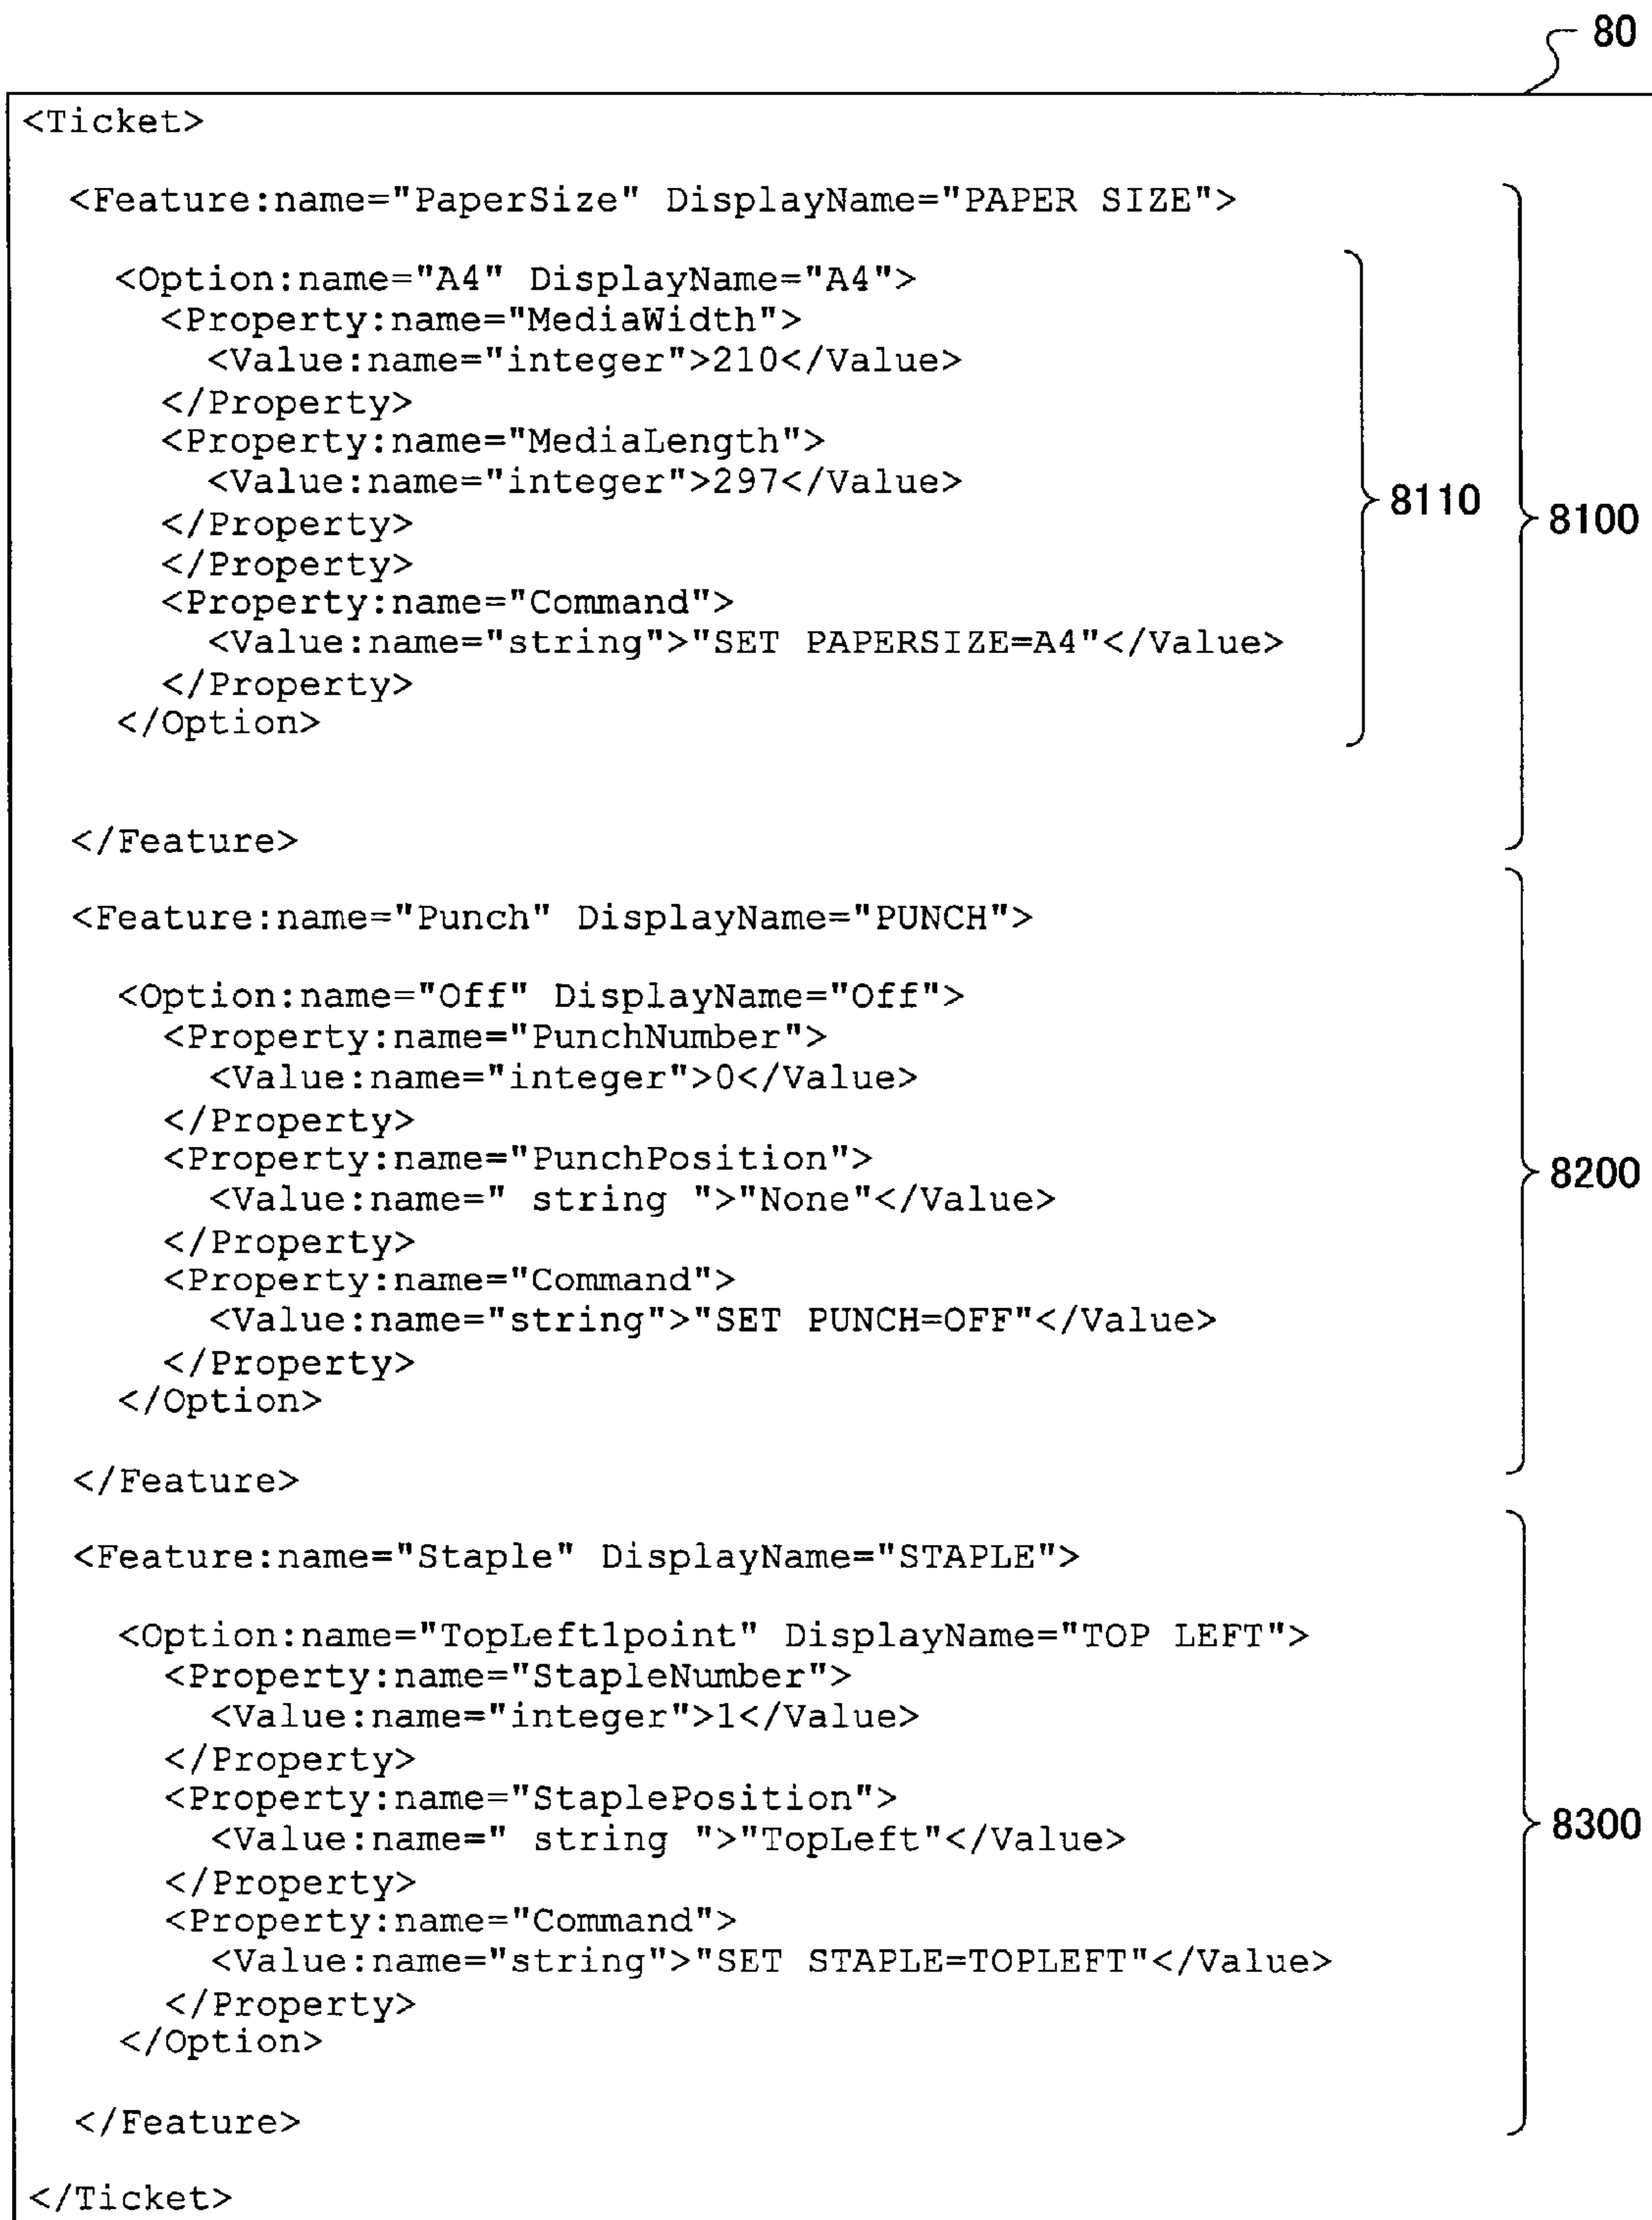 80
<Ticket>
<Feature:name="PaperSize" DisplayName="PAPER SIZE">
<Option:name="A4" DisplayName="A4">
<Property:name="MediaWidth">
<Value:name="integer">210</Value>
</Property>
<Property:name="MediaLength">
<Value:name="integer">297</Value>
</Property>
</Property>
<Property:name="Command">
<Value:name="string">"SET PAPERSIZE=A4"</Value>
</Property>
</Option>
8110
8100
</Feature>
<Feature:name="Punch" DisplayName="PUNCH">
<Option:name="Off" DisplayName="Off">
<Property:name="PunchNumber">
<Value:name="integer">0</Value>
</Property>
<Property:name="PunchPosition">
<Value:name=" string ">"None"</Value>
</Property>
<Property:name="Command">
<Value:name="string">"SET PUNCH=OFF"</Value>
</Property>
</Option>
</Feature>
8200
<Feature:name="Staple" DisplayName="STAPLE">
<Option:name="TopLeft1point" DisplayName="TOP LEFT">
<Property:name="StapleNumber">
<Value:name="integer">1</Value>
</Property>
<Property:name="StaplePosition">
<Value:name=" string ">"TopLeft"</Value>
</Property>
<Property:name="Command">
<Value:name="string">"SET STAPLE=TOPLEFT"</Value>
</Property>
</Option>
</Feature>
8300
</Ticket>